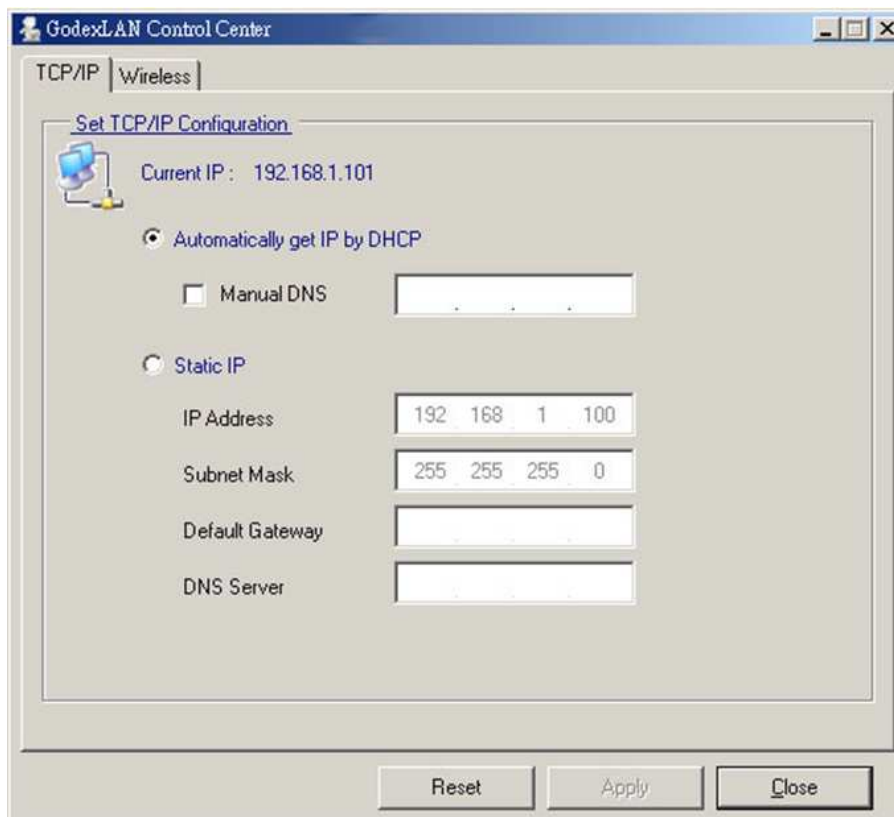 GodexLAN Control Center
TCP/IP Wireless
Set TCP/IP Configuration
Current IP : 192.168.1.101
Automatically get IP by DHCP
Manual DNS . . .
Static IP
IP Address 192 . 168 . 1 . 100
Subnet Mask 255 . 255 . 255 . 0
Default Gateway . . .
DNS Server . . .
Reset Apply Close